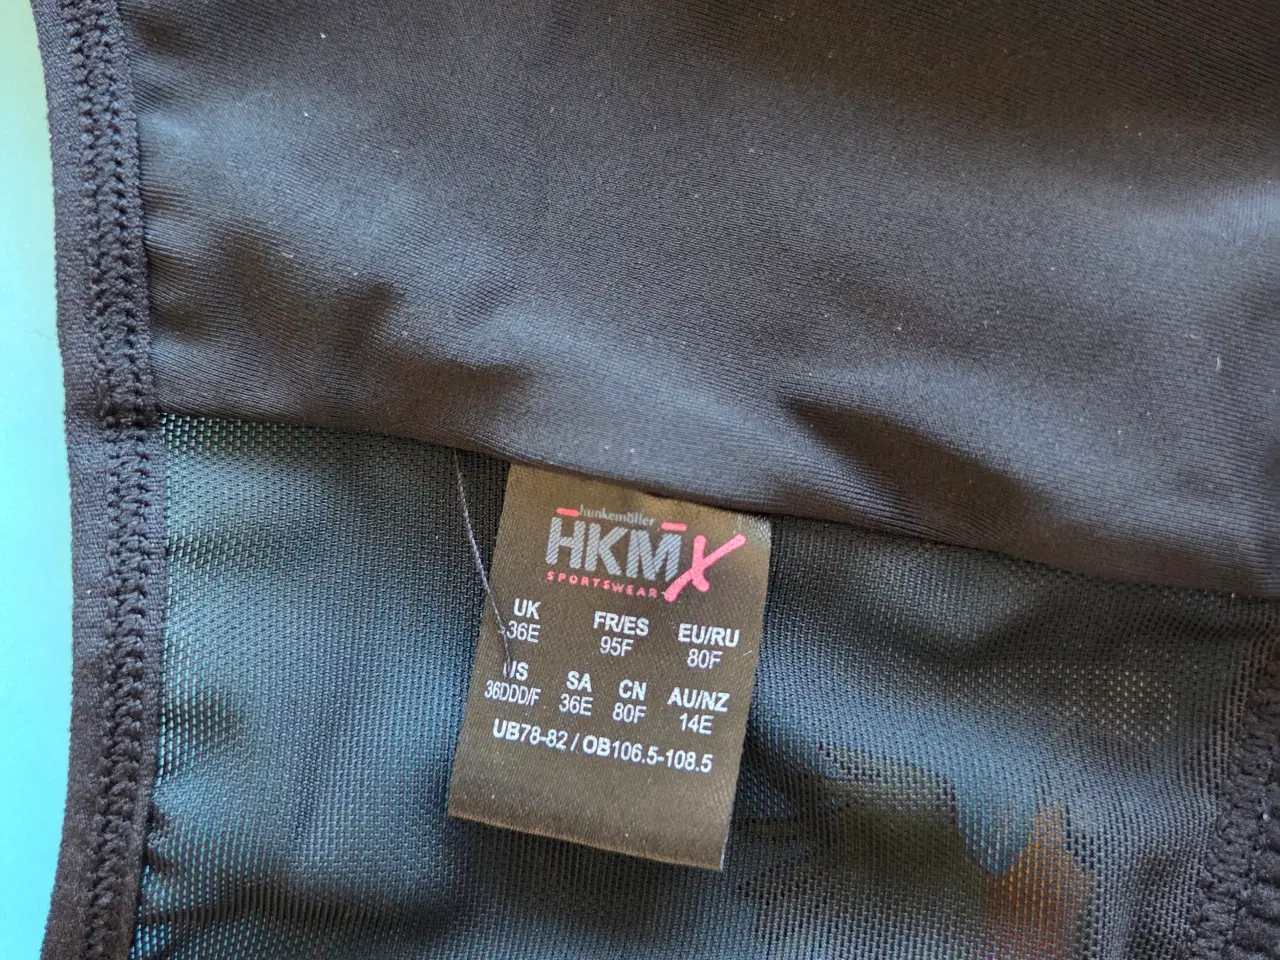 hunkemöller
HKMX
SPORTSWEAR
UK FR/ES EU/RU
36E 95F 80F
US SA CN AU/NZ
36DDD/F 36E 80F 14E
UB78-82 / OB106.5-108.5